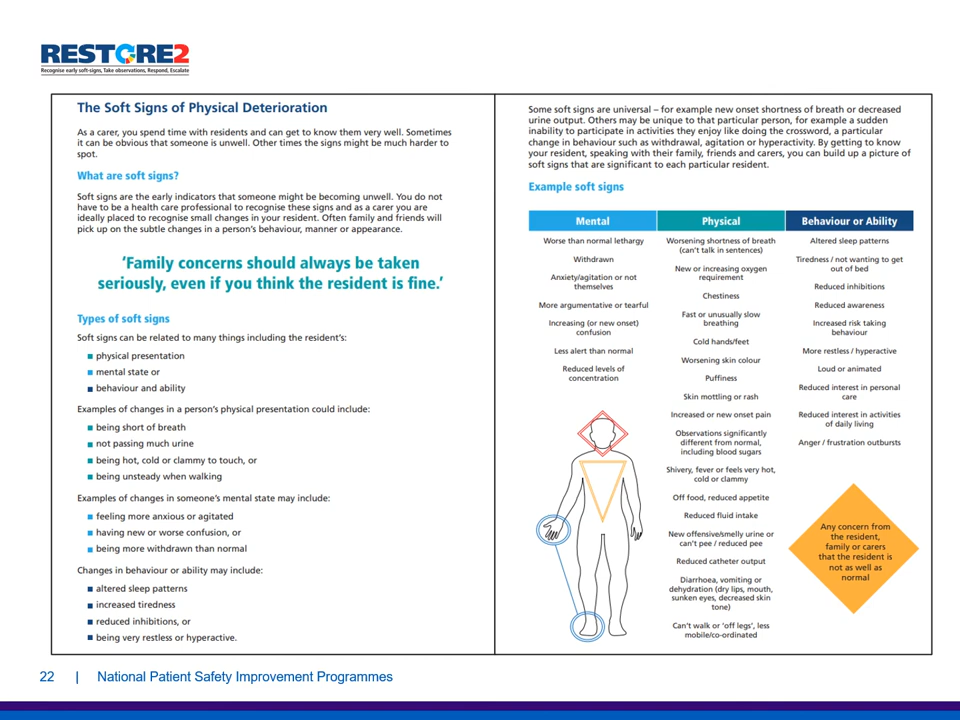 RESTORE2
Recognise early soft-signs, Take observations, Respond, Escalate
The Soft Signs of Physical Deterioration
As a carer, you spend time with residents and can get to know them very well. Sometimes
it can be obvious that someone is unwell. Other times the signs might be much harder to
spot.
What are soft signs?
Soft signs are the early indicators that someone might be becoming unwell. You do not
have to be a health care professional to recognise these signs and as a carer you are
ideally placed to recognise small changes in your resident. Often family and friends will
pick up on the subtle changes in a person's behaviour, manner or appearance.
'Family concerns should always be taken
seriously, even if you think the resident is fine.'
Types of soft signs
Soft signs can be related to many things including the resident's:
physical presentation
mental state or
behaviour and ability
Examples of changes in a person's physical presentation could include:
being short of breath
not passing much urine
being hot, cold or clammy to touch, or
being unsteady when walking
Examples of changes in someone's mental state may include:
feeling more anxious or agitated
having new or worse confusion, or
being more withdrawn than normal
Changes in behaviour or ability may include:
altered sleep patterns
increased tiredness
reduced inhibitions, or
being very restless or hyperactive.
Some soft signs are universal – for example new onset shortness of breath or decreased
urine output. Others may be unique to that particular person, for example a sudden
inability to participate in activities they enjoy like doing the crossword, a particular
change in behaviour such as withdrawal, agitation or hyperactivity. By getting to know
your resident, speaking with their family, friends and carers, you can build up a picture of
soft signs that are significant to each particular resident.
Example soft signs
Mental
Worse than normal lethargy
Withdrawn
Anxiety/agitation or not
themselves
More argumentative or tearful
Increasing (or new onset)
confusion
Less alert than normal
Reduced levels of
concentration
Physical
Worsening shortness of breath
(can't talk in sentences)
New or increasing oxygen
requirement
Chestiness
Fast or unusually slow
breathing
Cold hands/feet
Worsening skin colour
Puffiness
Skin mottling or rash
Increased or new onset pain
Observations significantly
different from normal,
including blood sugars
Shivery, fever or feels very hot,
cold or clammy
Off food, reduced appetite
Reduced fluid intake
New offensive/smelly urine or
can't pee / reduced pee
Reduced catheter output
Diarrhoea, vomiting or
dehydration (dry lips, mouth,
sunken eyes, decreased skin
tone)
Can't walk or 'off legs', less
mobile/co-ordinated
Behaviour or Ability
Altered sleep patterns
Tiredness / not wanting to get
out of bed
Reduced inhibitions
Reduced awareness
Increased risk taking
behaviour
More restless / hyperactive
Loud or animated
Reduced interest in personal
care
Reduced interest in activities
of daily living
Anger / frustration outbursts
Any concern from
the resident,
family or carers
that the resident is
not as well as
normal
22 | National Patient Safety Improvement Programmes